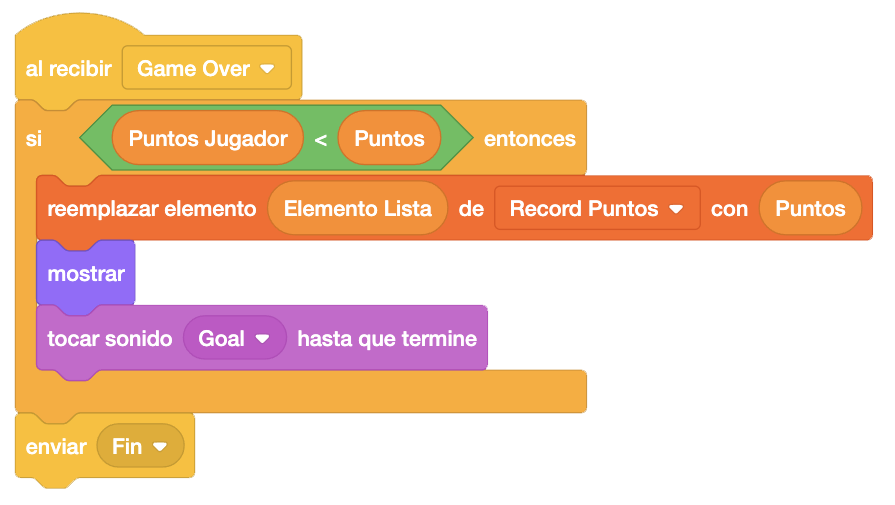 al recibir Game Over
si Puntos Jugador < Puntos entonces
reemplazar elemento Elemento Lista de Record Puntos con Puntos
mostrar
tocar sonido Goal hasta que termine
enviar Fin